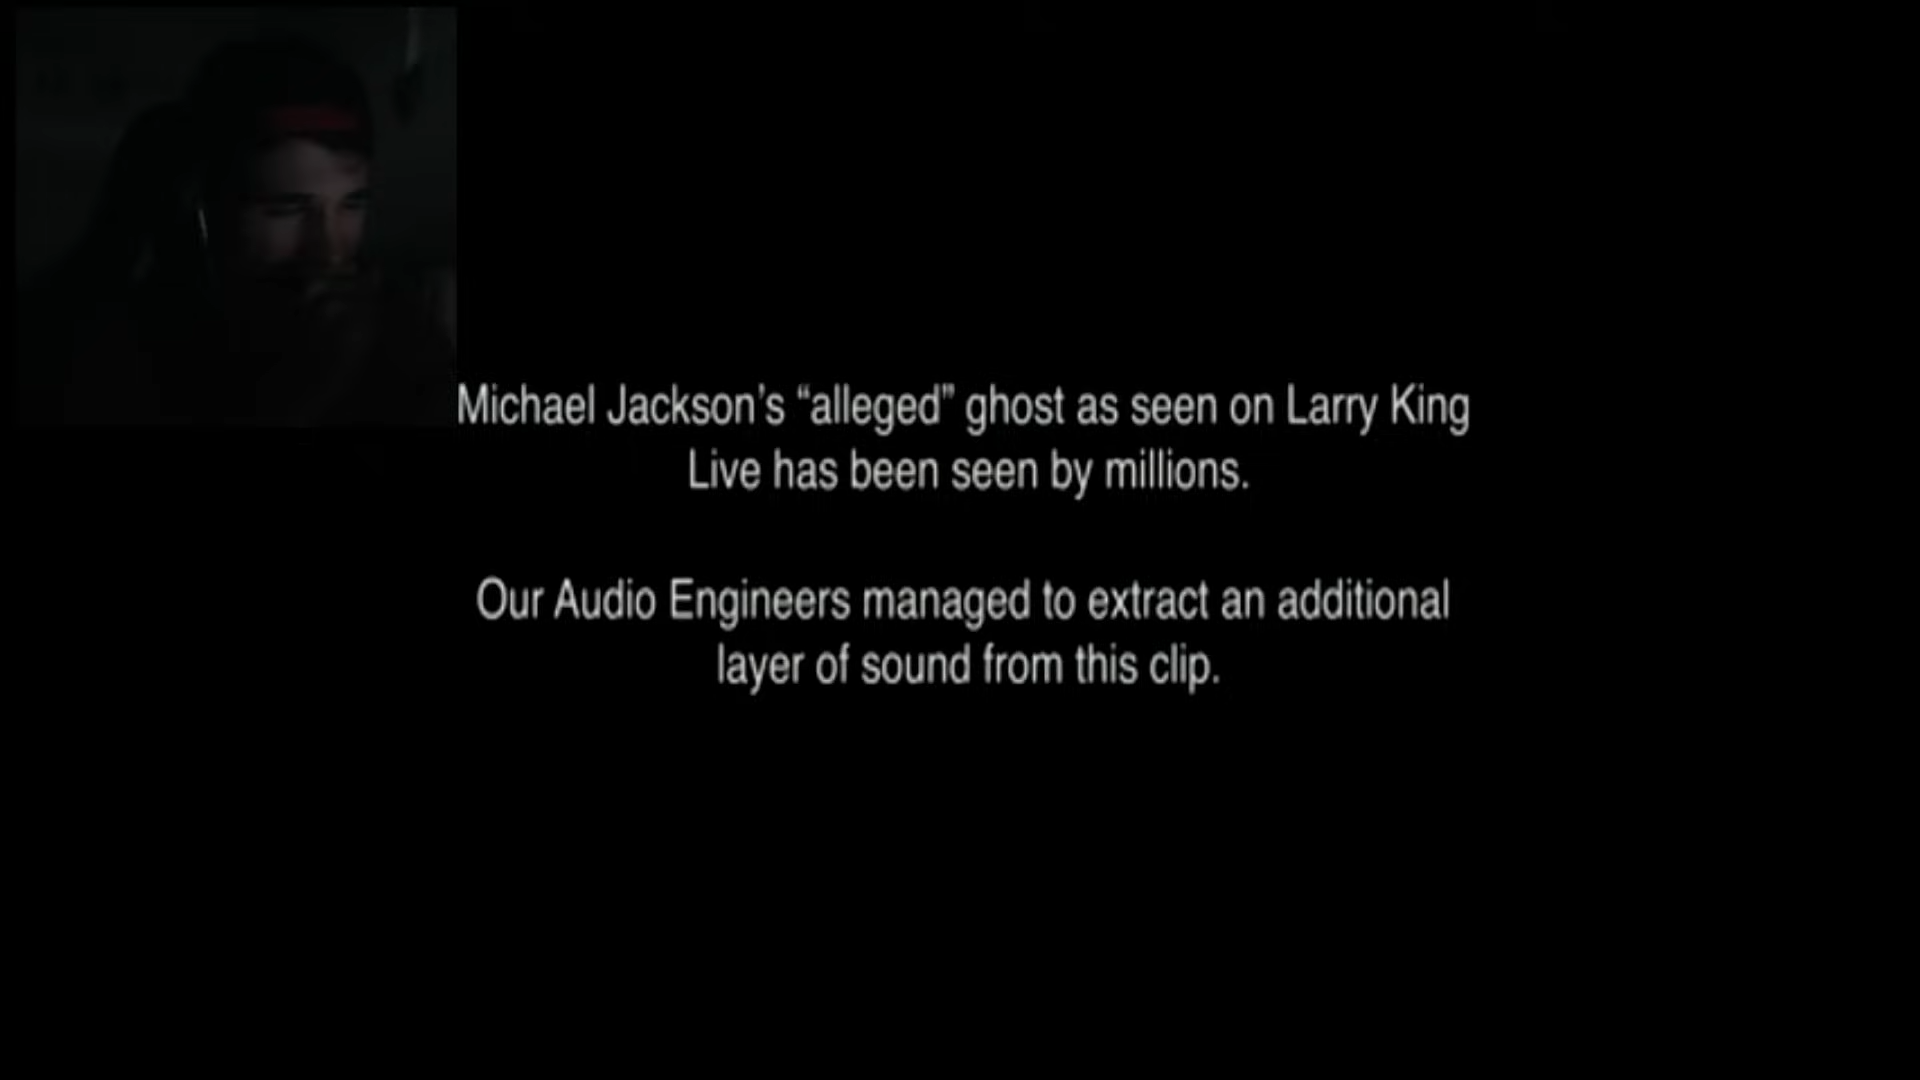 Michael Jackson's “alleged” ghost as seen on Larry King
Live has been seen by millions.
Our Audio Engineers managed to extract an additional
layer of sound from this clip.